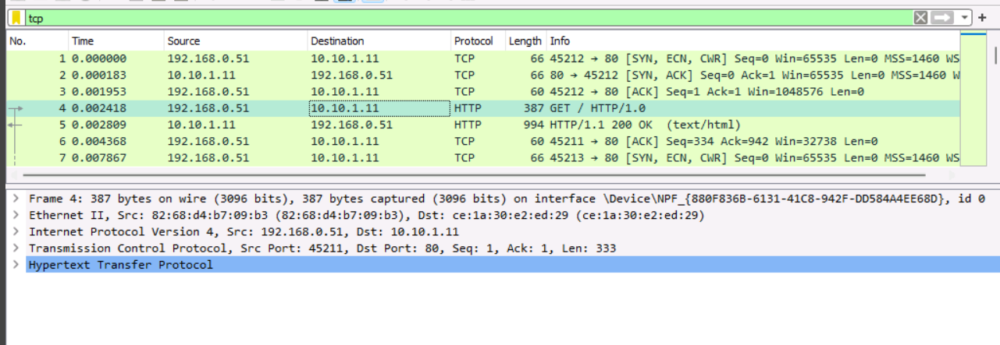 tcp
No. Time Source Destination Protocol Length Info
1 0.000000 192.168.0.51 10.10.1.11 TCP 66 45212 → 80 [SYN, ECN, CWR] Seq=0 Win=65535 Len=0 MSS=1460 WS
2 0.000183 10.10.1.11 192.168.0.51 TCP 66 80 → 45212 [SYN, ACK] Seq=0 Ack=1 Win=65535 Len=0 MSS=1460 W
3 0.001953 192.168.0.51 10.10.1.11 TCP 60 45212 → 80 [ACK] Seq=1 Ack=1 Win=1048576 Len=0
4 0.002418 192.168.0.51 10.10.1.11 HTTP 387 GET / HTTP/1.0
5 0.002809 10.10.1.11 192.168.0.51 HTTP 994 HTTP/1.1 200 OK (text/html)
6 0.004368 192.168.0.51 10.10.1.11 TCP 60 45211 → 80 [ACK] Seq=334 Ack=942 Win=32738 Len=0
7 0.007867 192.168.0.51 10.10.1.11 TCP 66 45213 → 80 [SYN, ECN, CWR] Seq=0 Win=65535 Len=0 MSS=1460 WS
Frame 4: 387 bytes on wire (3096 bits), 387 bytes captured (3096 bits) on interface \Device\NPF_{880F836B-6131-41C8-942F-DD584A4EE68D}, id 0
Ethernet II, Src: 82:68:d4:b7:09:b3 (82:68:d4:b7:09:b3), Dst: ce:1a:30:e2:ed:29 (ce:1a:30:e2:ed:29)
Internet Protocol Version 4, Src: 192.168.0.51, Dst: 10.10.1.11
Transmission Control Protocol, Src Port: 45211, Dst Port: 80, Seq: 1, Ack: 1, Len: 333
Hypertext Transfer Protocol